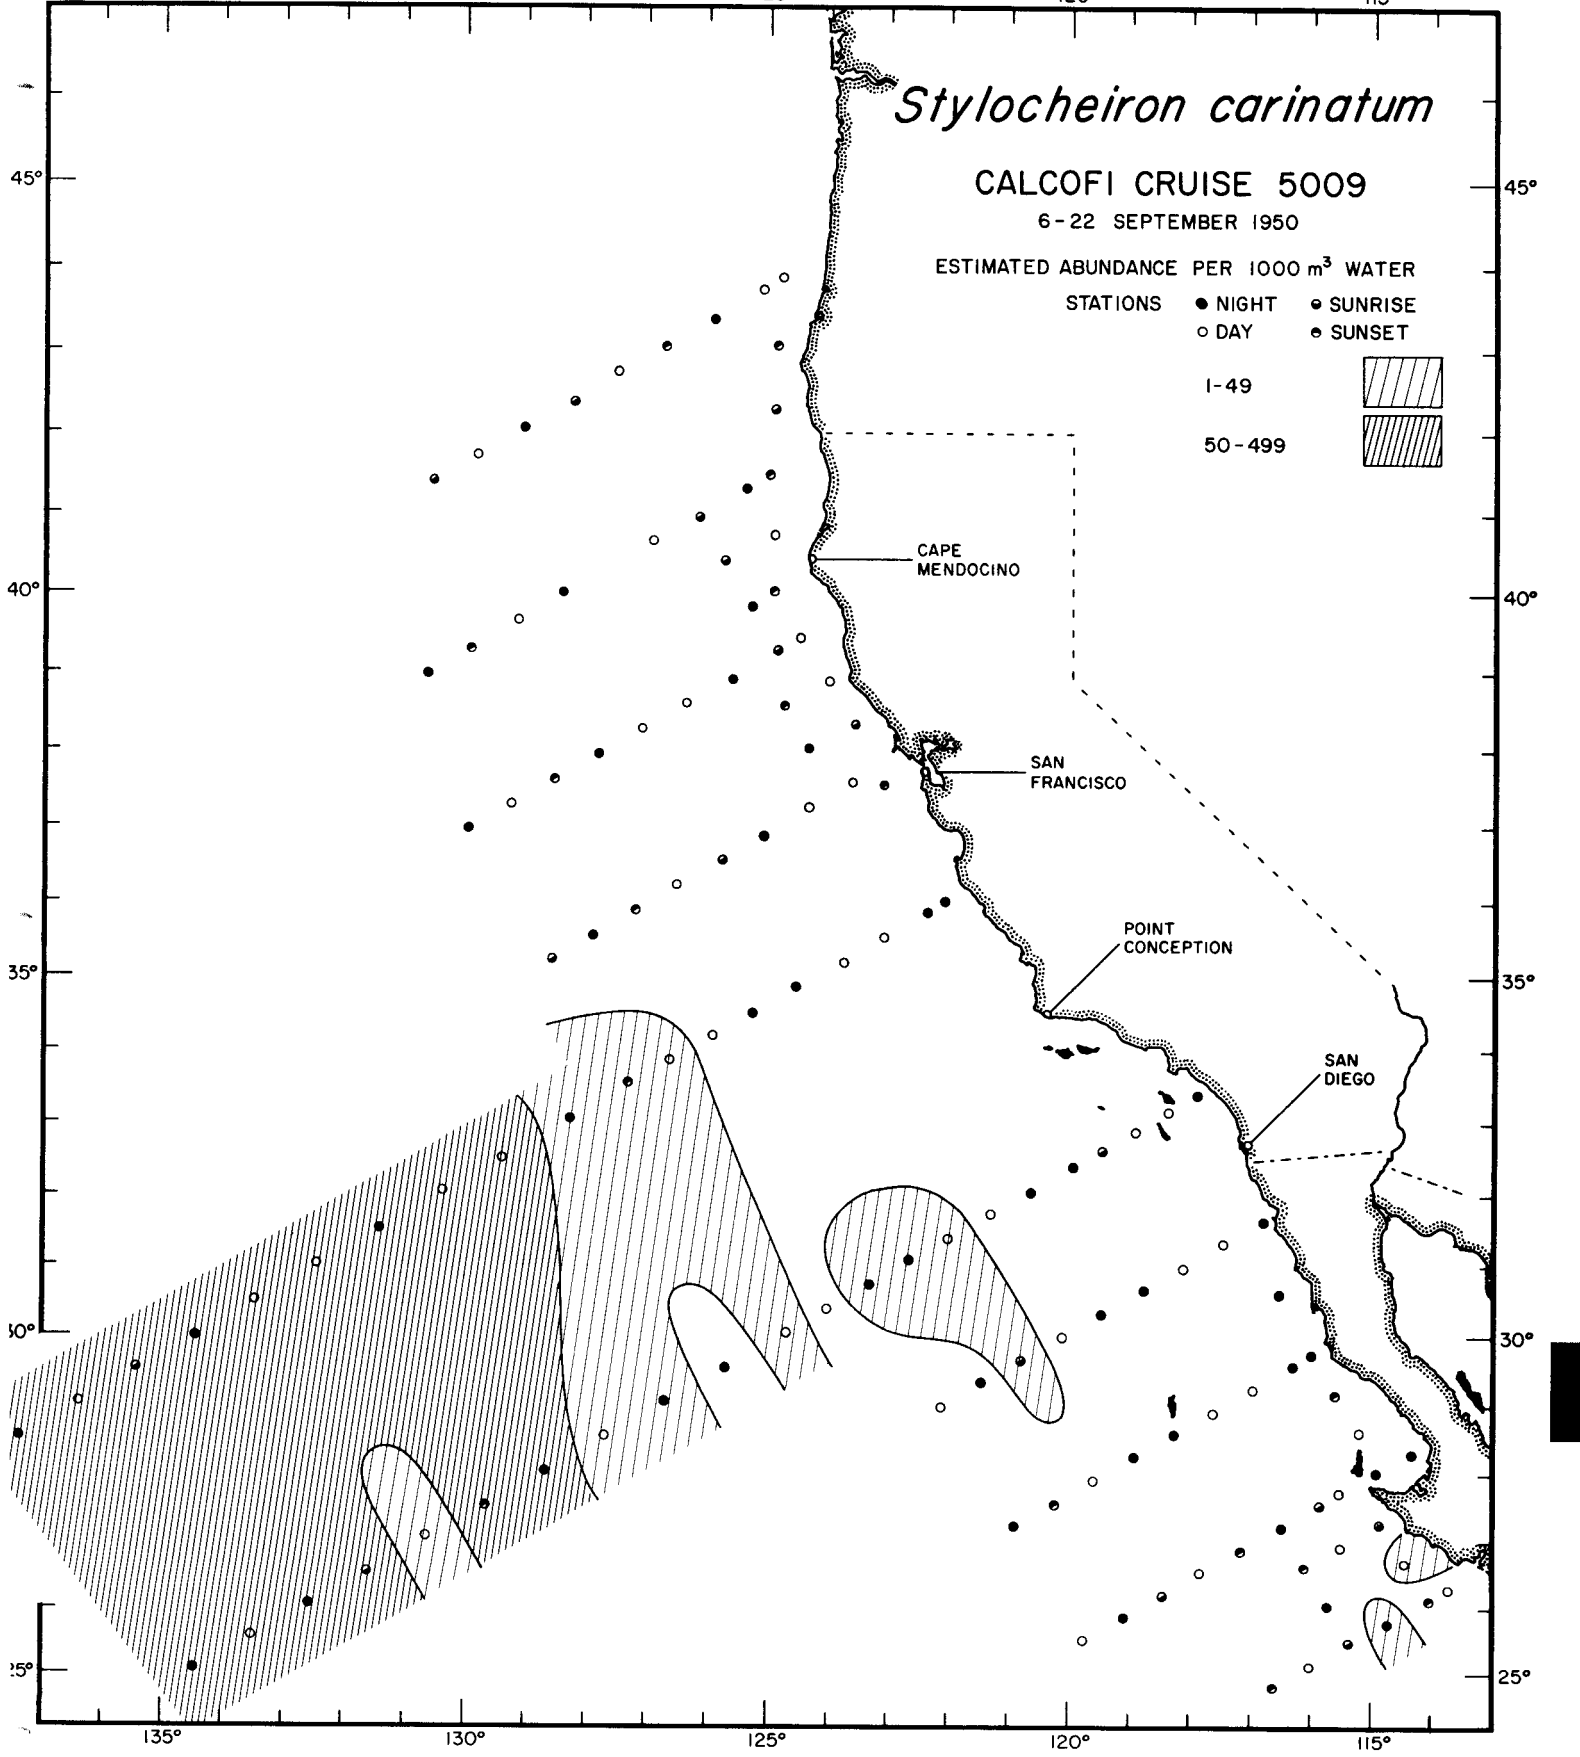 Stylocheiron carinatum
CALCOFI CRUISE 5009
6-22 SEPTEMBER 1950
ESTIMATED ABUNDANCE PER 1000 m³ WATER
STATIONS ● NIGHT SUNRISE
○ DAY SUNSET
1-49
50-499
45° 45°
CAPE
MENDOCINO
40° 40°
SAN
FRANCISCO
POINT
CONCEPTION
35° 35°
SAN
DIEGO
30°
25°
135° 130° 125° 120° 115°